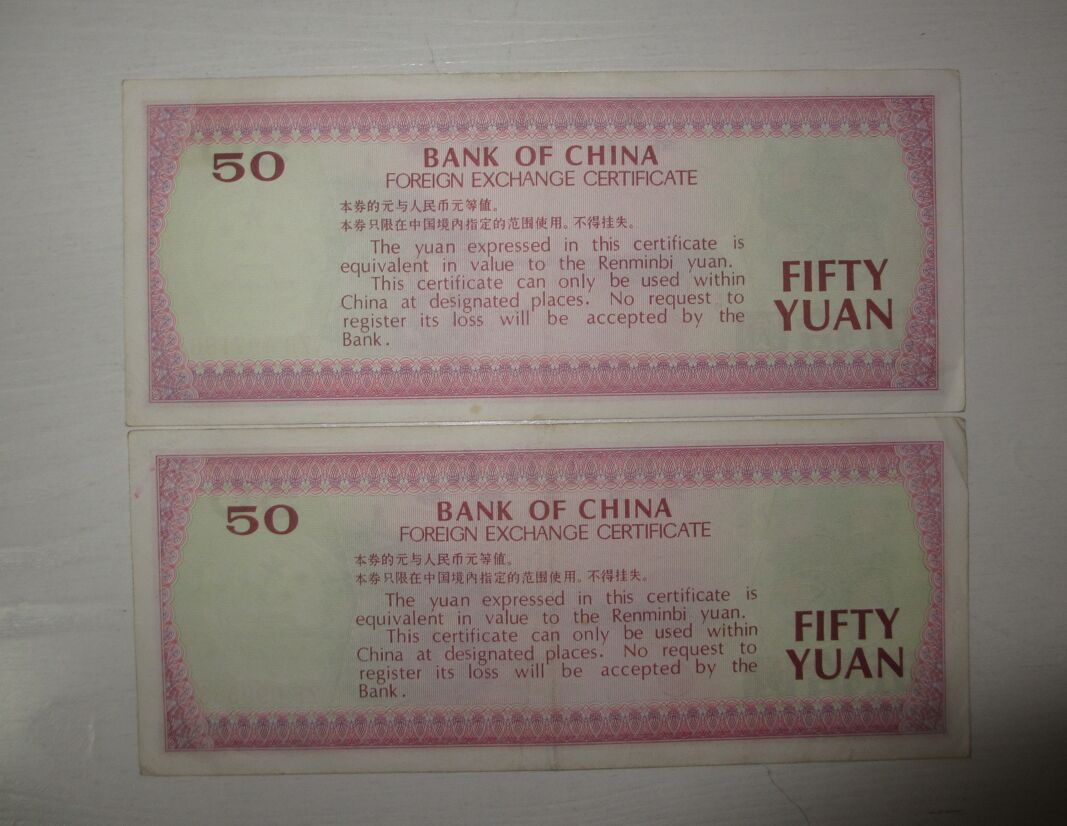 50
BANK OF CHINA
FOREIGN EXCHANGE CERTIFICATE
本券的元与人民币元等值。
本券只限在中国境内指定的范围使用。不得挂失。
The yuan expressed in this certificate is
equivalent in value to the Renminbi yuan.
This certificate can only be used within
China at designated places. No request to
register its loss will be accepted by the
Bank.
FIFTY
YUAN
50
BANK OF CHINA
FOREIGN EXCHANGE CERTIFICATE
本券的元与人民币元等值。
本券只限在中国境内指定的范围使用。不得挂失。
The yuan expressed in this certificate is
equivalent in value to the Renminbi yuan.
This certificate can only be used within
China at designated places. No request to
register its loss will be accepted by the
Bank.
FIFTY
YUAN